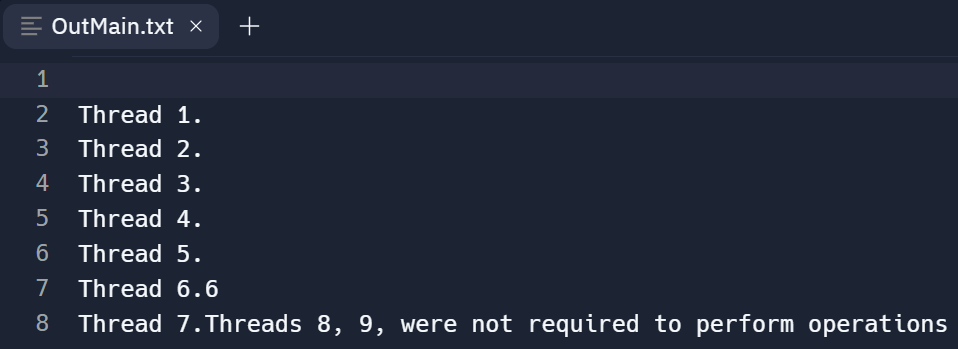 OutMain.txt × +
1
2 Thread 1.
3 Thread 2.
4 Thread 3.
5 Thread 4.
6 Thread 5.
7 Thread 6.6
8 Thread 7.Threads 8, 9, were not required to perform operations